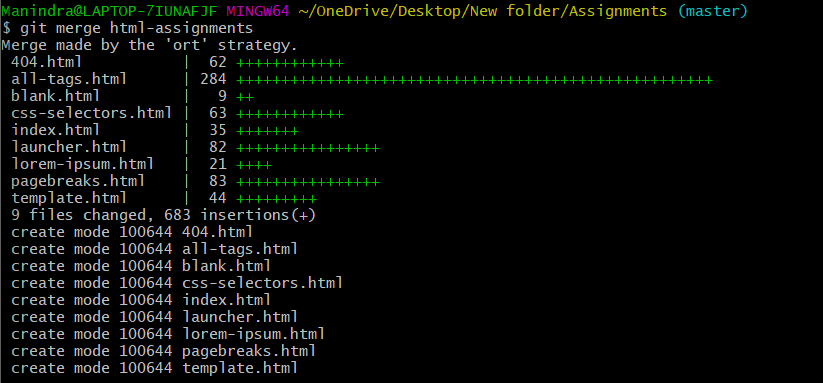 Manindra@LAPTOP-7IUNAFJF MINGW64 ~/OneDrive/Desktop/New folder/Assignments (master)
$ git merge html-assignments
Merge made by the 'ort' strategy.
 404.html           |  62 ++++++++++++
 all-tags.html      | 284 +++++++++++++++++++++++++++++++++++++++++++++++++++++
 blank.html         |   9 ++
 css-selectors.html |  63 ++++++++++++
 index.html         |  35 +++++++
 launcher.html      |  82 ++++++++++++++++
 lorem-ipsum.html   |  21 ++++
 pagebreaks.html    |  83 ++++++++++++++++
 template.html      |  44 +++++++++
 9 files changed, 683 insertions(+)
 create mode 100644 404.html
 create mode 100644 all-tags.html
 create mode 100644 blank.html
 create mode 100644 css-selectors.html
 create mode 100644 index.html
 create mode 100644 launcher.html
 create mode 100644 lorem-ipsum.html
 create mode 100644 pagebreaks.html
 create mode 100644 template.html